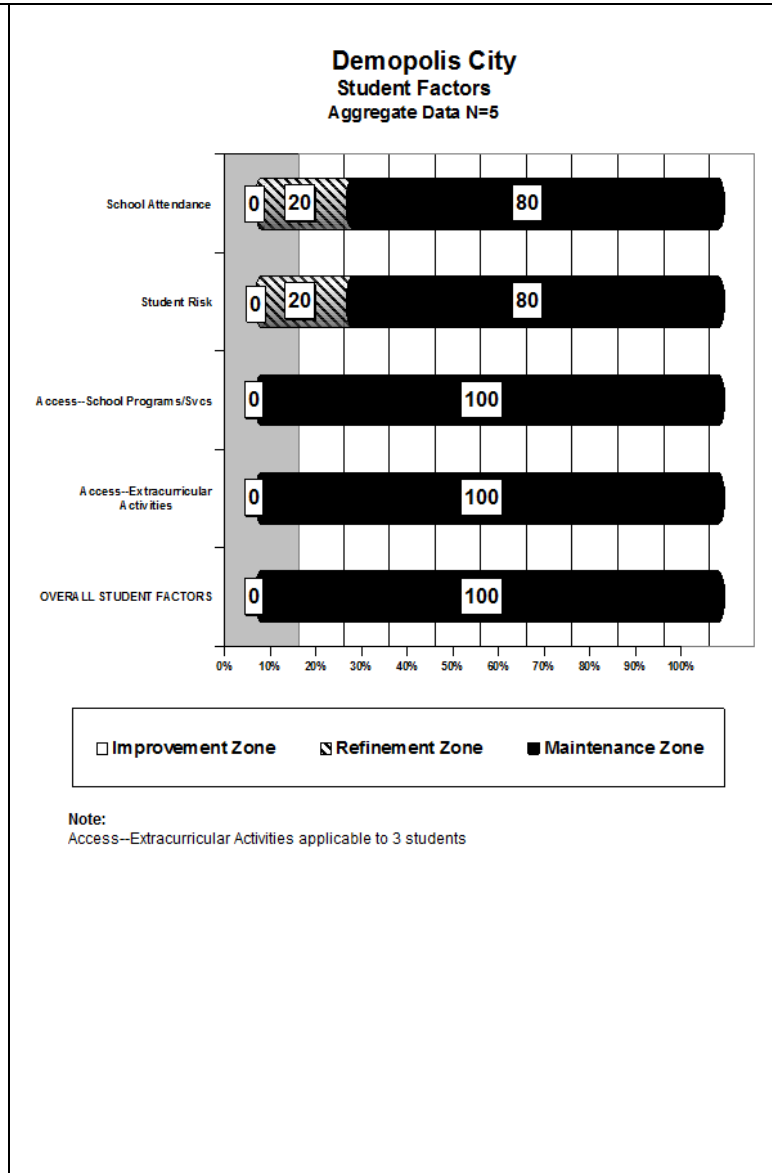 Demopolis City
Student Factors
Aggregate Data N=5
School Attendance
0
20
80
Student Risk
0
20
80
Access--School Programs/Svcs
0
100
Access--Extracurricular
Activities
0
100
OVERALL STUDENT FACTORS
0
100
0% 10% 20% 30% 40% 50% 60% 70% 80% 90% 100%
Improvement Zone Refinement Zone Maintenance Zone
Note:
Access--Extracurricular Activities applicable to 3 students